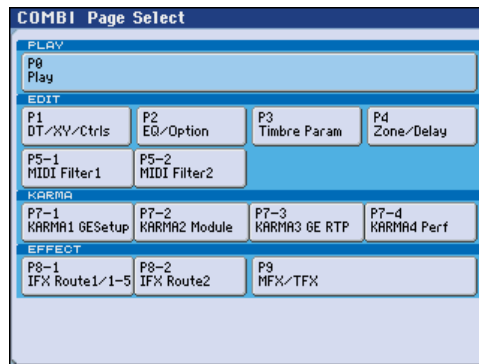 COMBI Page Select
PLAY
P0
Play
EDIT
P1
DT/XY/Ctrls
P2
EQ/Option
P3
Timbre Param
P4
Zone/Delay
P5-1
MIDI Filter1
P5-2
MIDI Filter2
KARMA
P7-1
KARMA1 GESetup
P7-2
KARMA2 Module
P7-3
KARMA3 GE RTP
P7-4
KARMA4 Perf
EFFECT
P8-1
IFX Route1/1-5
P8-2
IFX Route2
P9
MFX/TFX